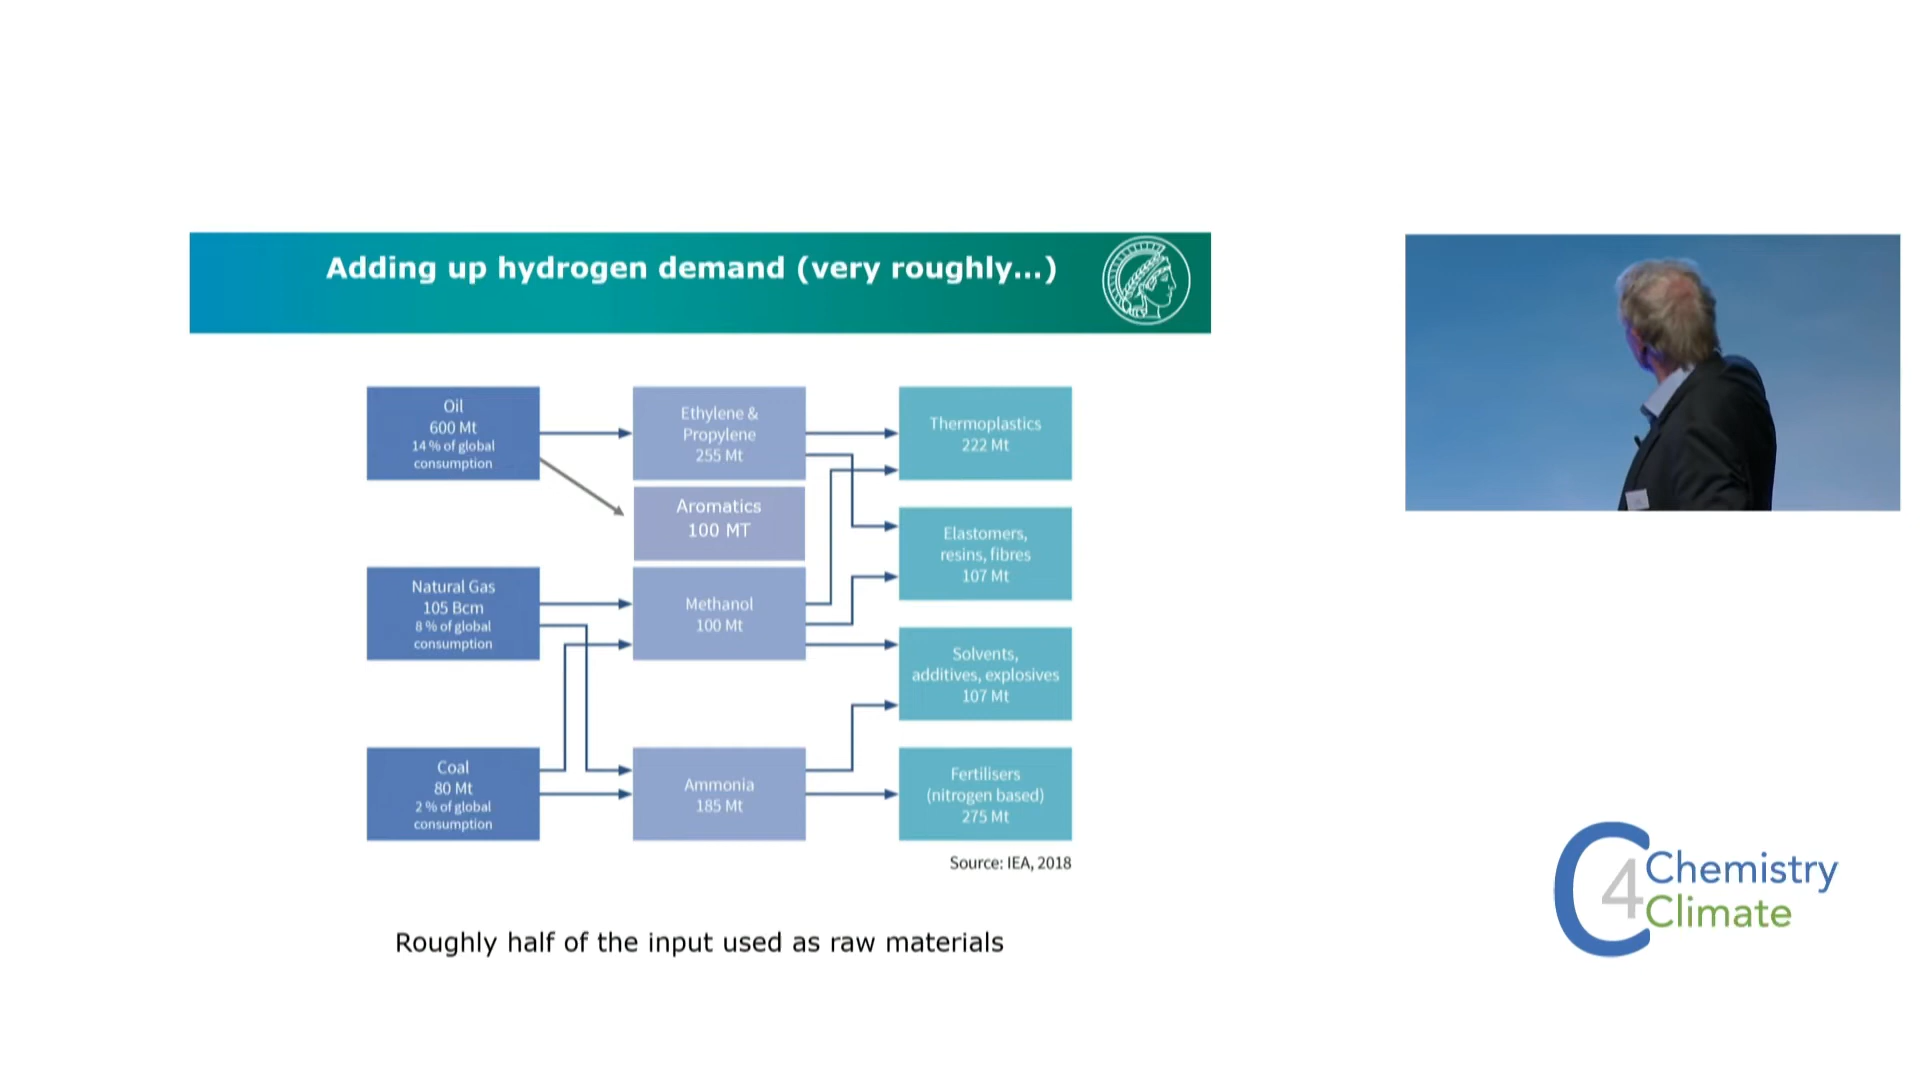 Adding up hydrogen demand (very roughly...)
Oil
600 Mt
14 % of global
consumption
Ethylene &
Propylene
255 Mt
Thermoplastics
222 Mt
Aromatics
100 MT
Elastomers,
resins, fibres
107 Mt
Natural Gas
105 Bcm
8 % of global
consumption
Methanol
100 Mt
Solvents,
additives, explosives
107 Mt
Coal
80 Mt
2 % of global
consumption
Ammonia
185 Mt
Fertilisers
(nitrogen based)
275 Mt
Source: IEA, 2018
Roughly half of the input used as raw materials
C4
Chemistry
Climate